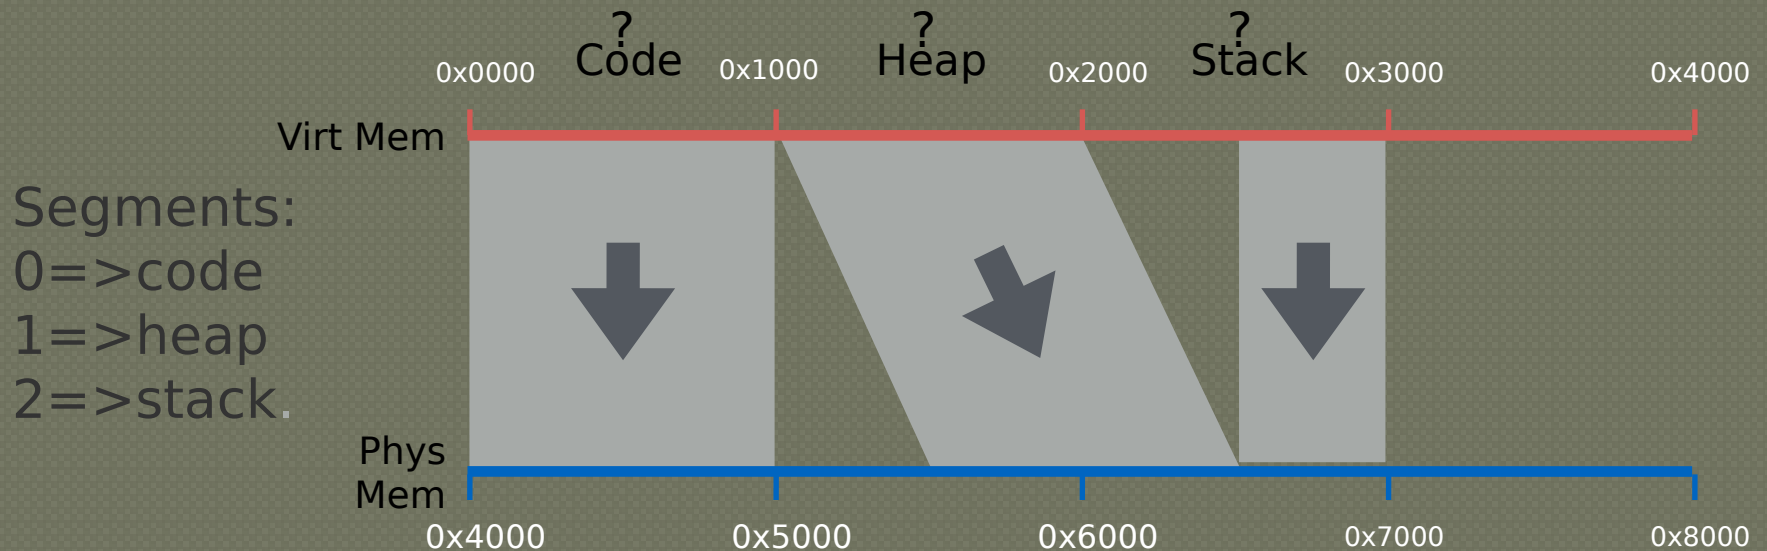 ? ? ?
Code Heap Stack
0x0000 0x1000 0x2000 0x3000 0x4000
Virt Mem
Segments:
0=>code
1=>heap
2=>stack.
Phys
Mem
0x4000 0x5000 0x6000 0x7000 0x8000